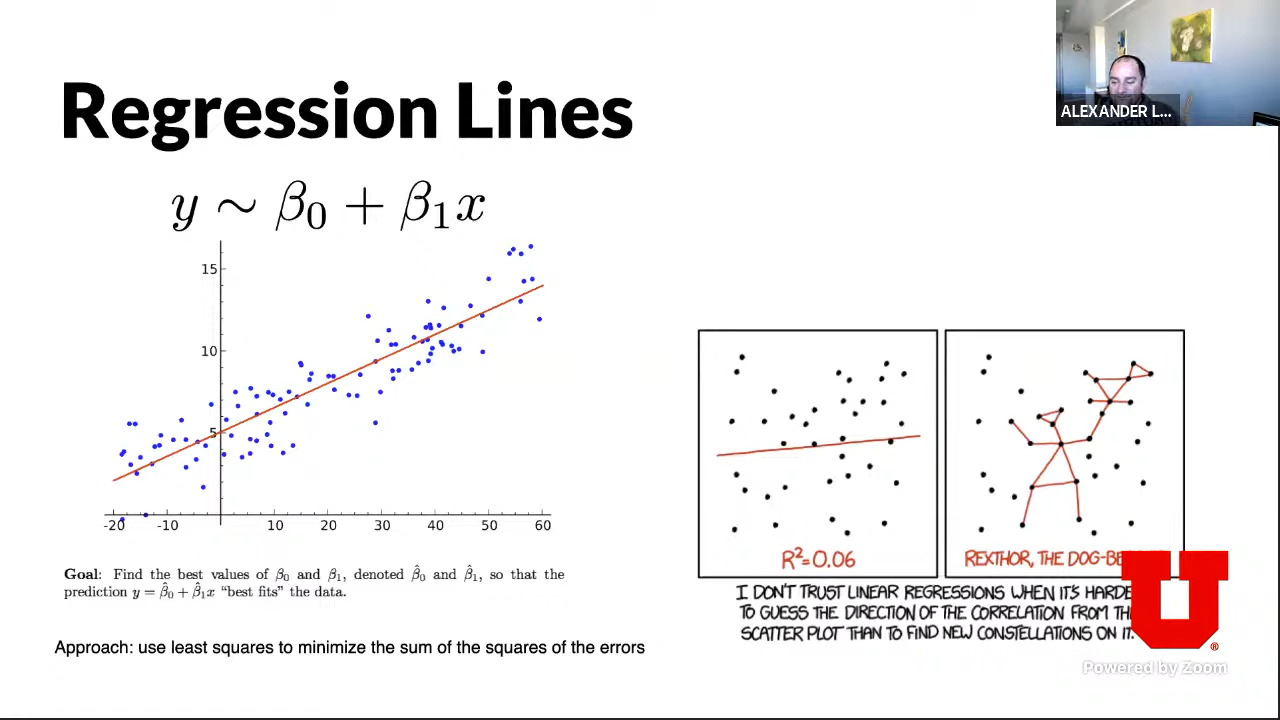 ALEXANDER L...
Regression Lines
y ~ β₀ + β₁x
15
10
5
-20 -10 10 20 30 40 50 60
Goal: Find the best values of β₀ and β₁, denoted β̂₀ and β̂₁, so that the
prediction y = β̂₀ + β̂₁x “best fits” the data.
Approach: use least squares to minimize the sum of the squares of the errors
R²=0.06
REXTHOR, THE DOG-BE
I DON'T TRUST LINEAR REGRESSIONS WHEN IT'S HARDE
TO GUESS THE DIRECTION OF THE CORRELATION FROM TH
SCATTER PLOT THAN TO FIND NEW CONSTELLATIONS ON IT.
U
®
Powered by Zoom